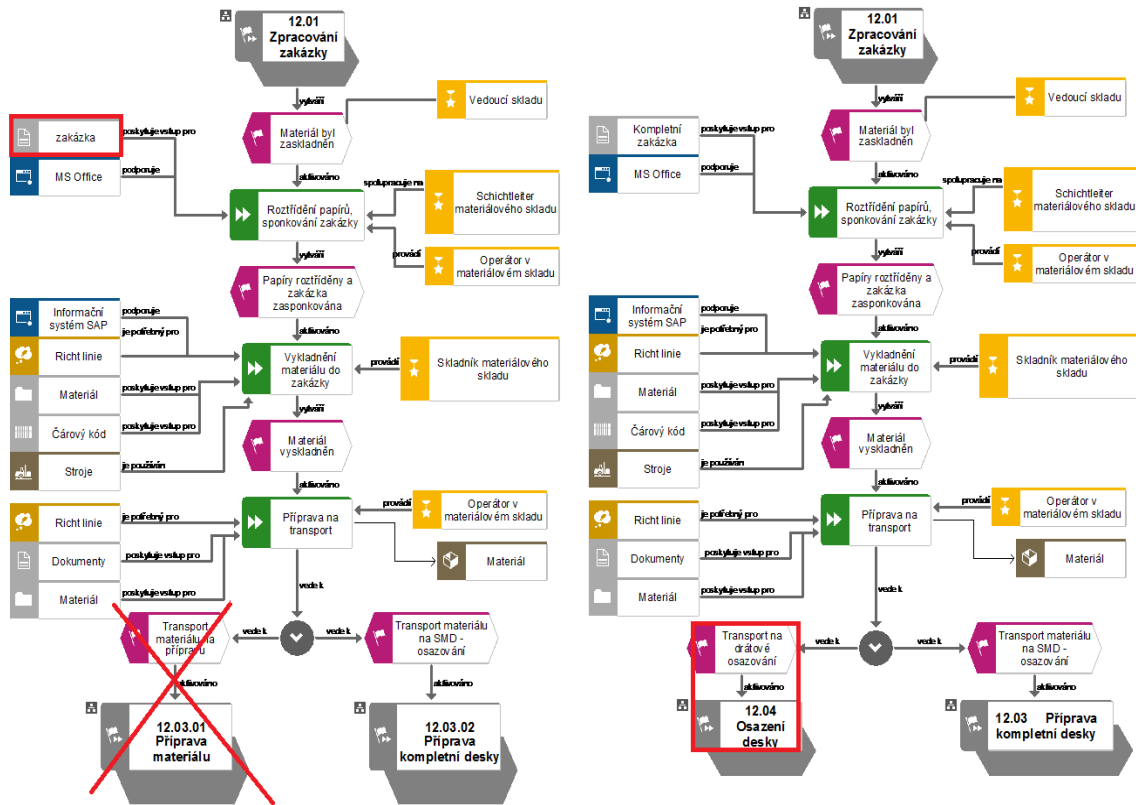 12.01
Zpracování
zakázky
vytváří
Vedoucí skladu
zakázka
poskytuje vstup pro
Materiál byl
zaskladněn
MS Office
podporuje
aktivováno
spolupracuje na
Roztřídění papírů,
sponkování zakázky
Schichtleiter
materiálového skladu
provádí
Operátor v
materiálovém skladu
vytváří
Papíry roztříděny a
zakázka
zasponkována
Informační
systém SAP
podporuje
je potřebný pro
aktivováno
Richt linie
Vykladnění
materiálu do
zakázky
provádí
Skladník materiálového
skladu
Materiál
poskytuje vstup pro
vytváří
Čárový kód
poskytuje vstup pro
Materiál
vyskladněn
Stroje
je používán
aktivováno
Richt linie
je potřebný pro
Příprava na
transport
provádí
Operátor v
materiálovém skladu
Dokumenty
poskytuje vstup pro
Materiál
Materiál
poskytuje vstup pro
vede k
Transport
materiálu na
přípravu
vede k
vede k
Transport materiálu
na SMD -
osazování
aktivováno
aktivováno
12.03.01
Příprava
materiálu
12.03.02
Příprava
kompletní desky
12.01
Zpracování
zakázky
vytváří
Vedoucí skladu
Kompletní
zakázka
poskytuje vstup pro
Materiál byl
zaskladněn
MS Office
podporuje
aktivováno
spolupracuje na
Roztřídění papírů,
sponkování zakázky
Schichtleiter
materiálového skladu
provádí
Operátor v
materiálovém skladu
vytváří
Papíry roztříděny a
zakázka
zasponkována
Informační
systém SAP
podporuje
je potřebný pro
aktivováno
Richt linie
Vykladnění
materiálu do
zakázky
provádí
Skladník materiálového
skladu
Materiál
poskytuje vstup pro
vytváří
Čárový kód
poskytuje vstup pro
Materiál
vyskladněn
Stroje
je používán
aktivováno
Richt linie
je potřebný pro
Příprava na
transport
provádí
Operátor v
materiálovém skladu
Dokumenty
poskytuje vstup pro
Materiál
Materiál
poskytuje vstup pro
vede k
Transport na
drátové
osazování
vede k
vede k
Transport materiálu
na SMD -
osazování
aktivováno
aktivováno
12.04
Osazení
desky
12.03 Příprava
kompletní desky